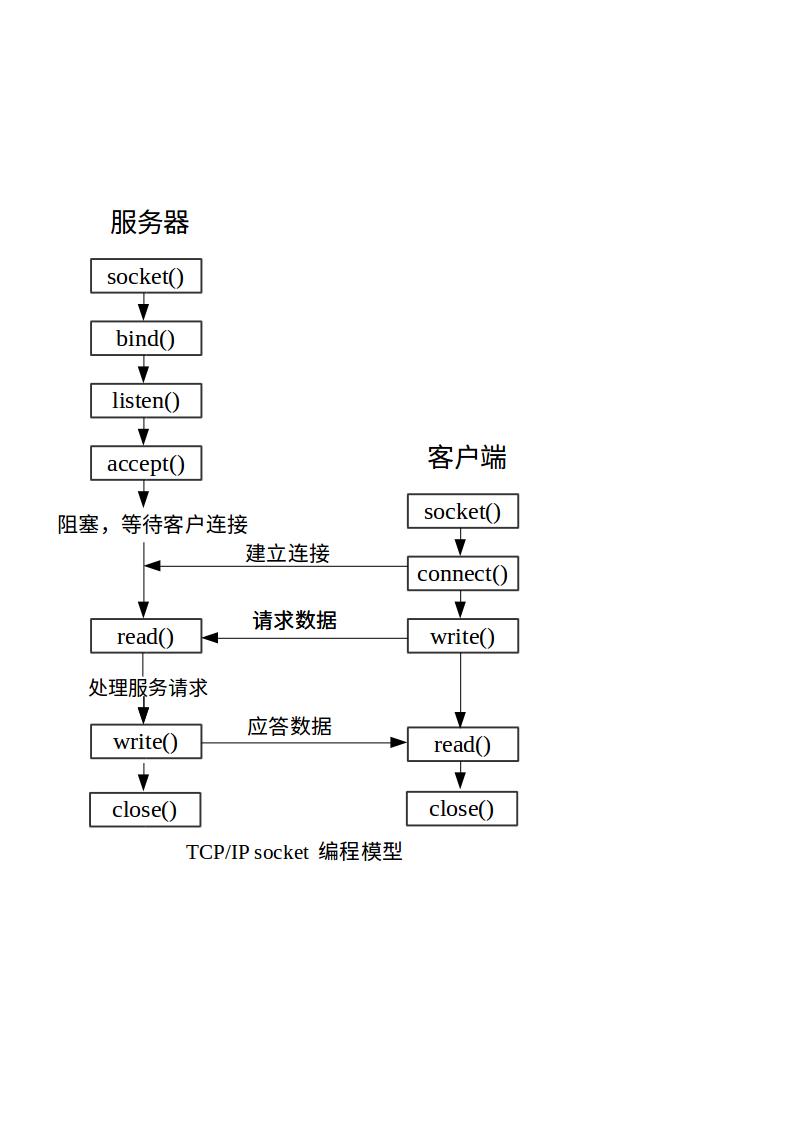 服务器
socket()
bind()
listen()
accept()
阻塞，等待客户连接
客户端
socket()
建立连接
connect()
请求数据
read()
write()
处理服务请求
应答数据
write()
read()
close()
close()
TCP/IP socket 编程模型